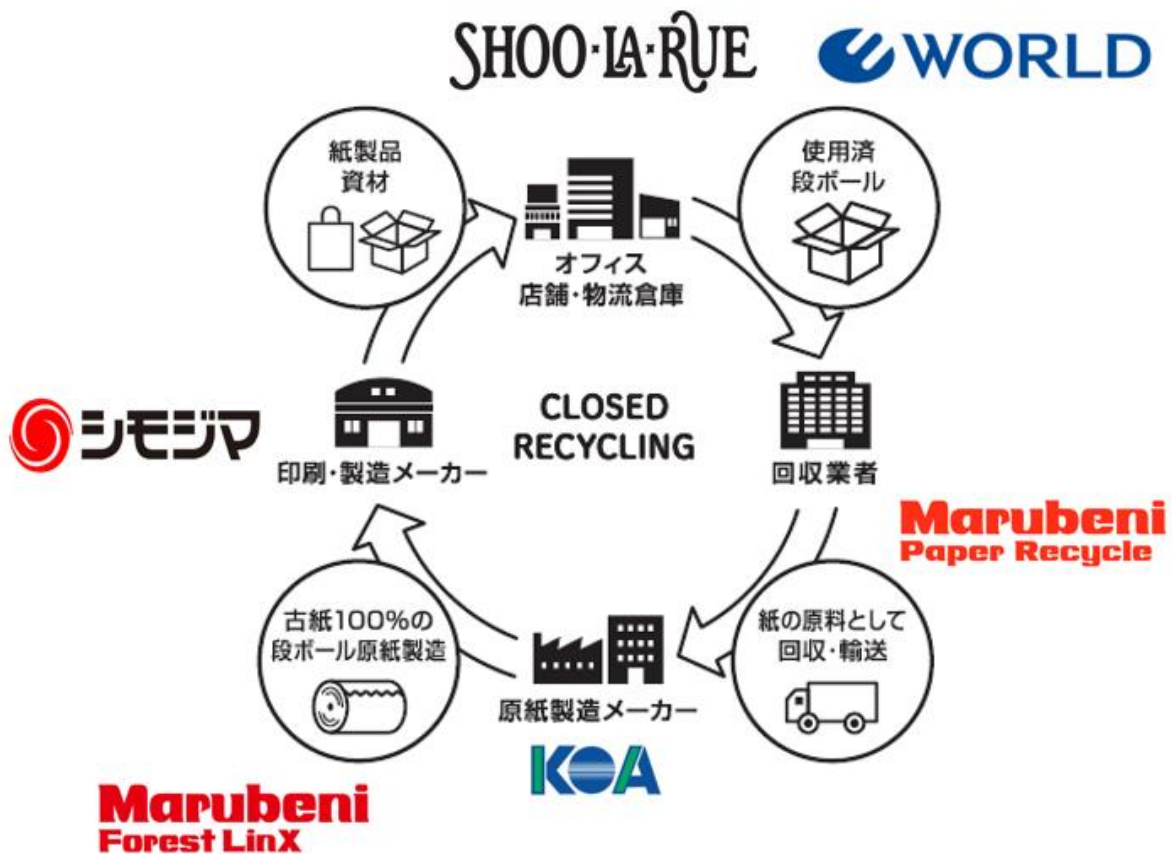 SHOO・LA・RUE
WORLD
紙製品
資材
使用済
段ボール
オフィス
店舗・物流倉庫
シモジマ
印刷・製造メーカー
CLOSED
RECYCLING
回収業者
Marubeni
Paper Recycle
古紙100%の
段ボール原紙製造
紙の原料として
回収・輸送
原紙製造メーカー
KOA
Marubeni
Forest LinX